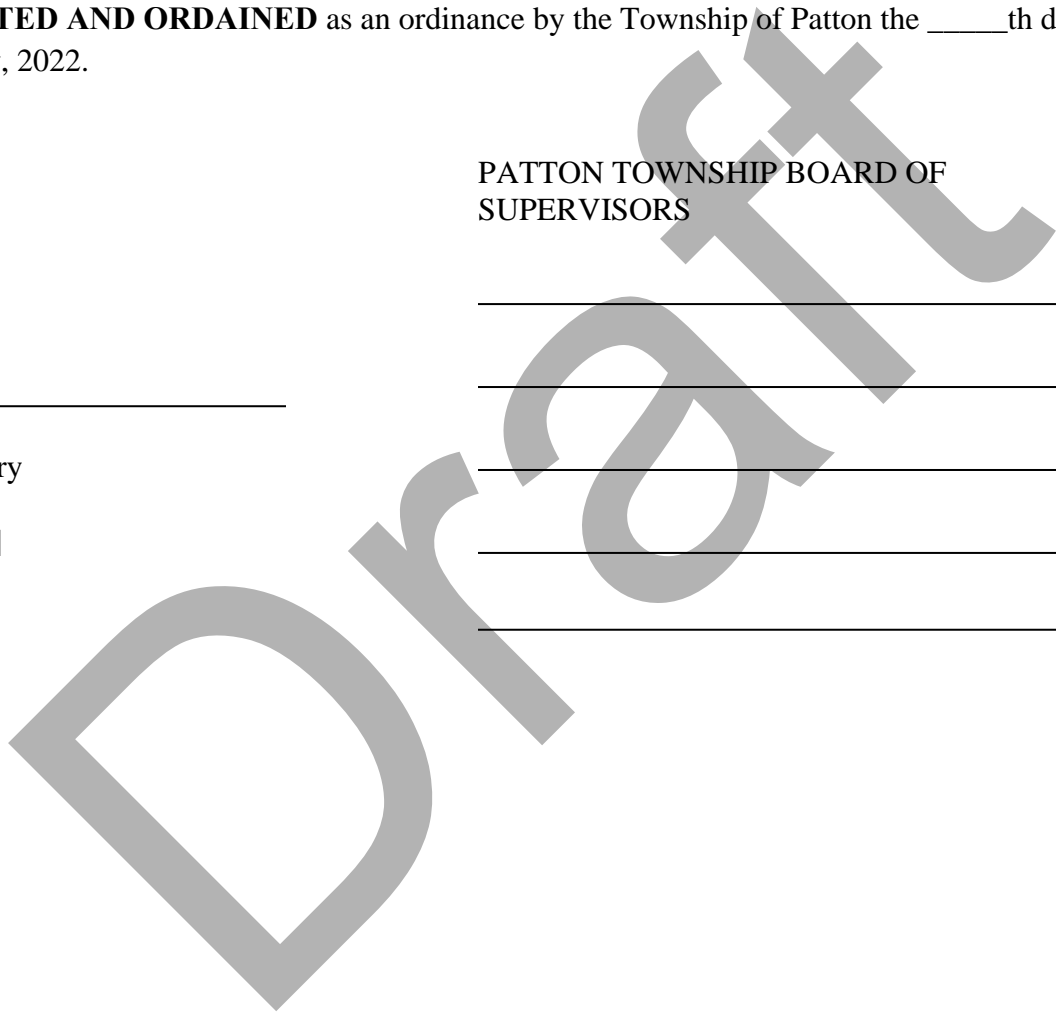 TED AND ORDAINED as an ordinance by the Township of Patton the _____th d
, 2022.
PATTON TOWNSHIP BOARD OF
SUPERVISORS
ry
Draft